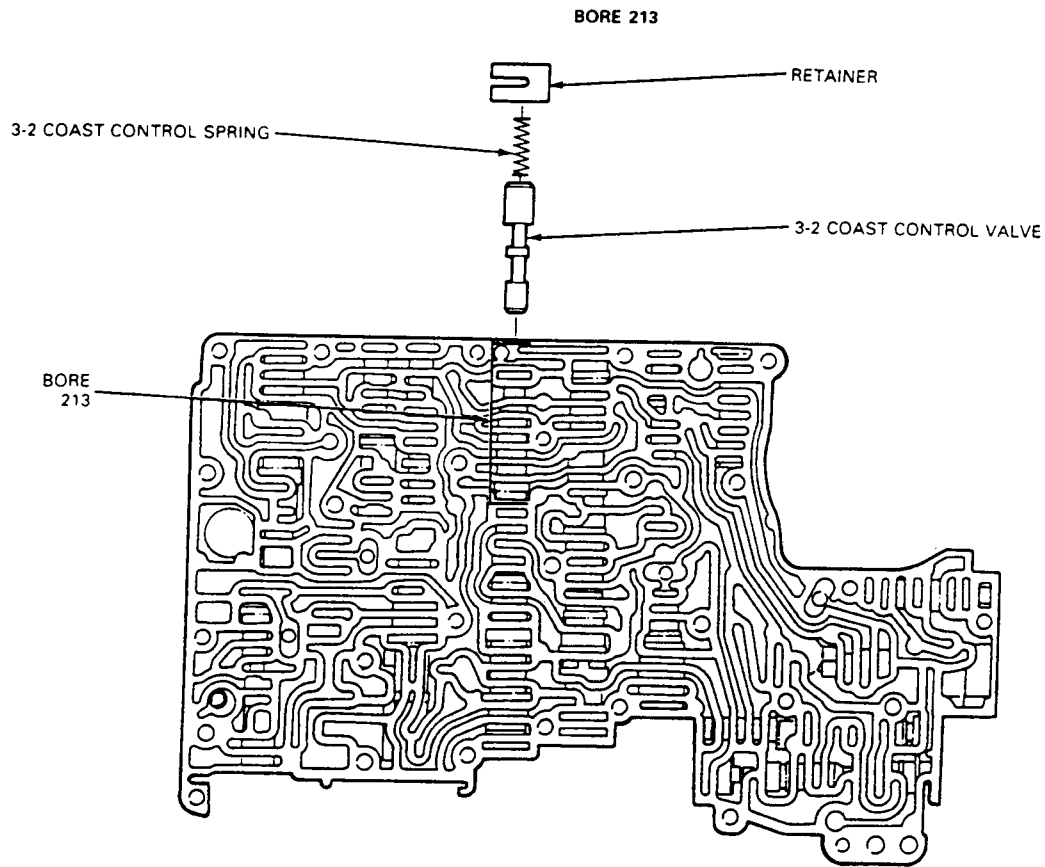 BORE 213
RETAINER
3-2 COAST CONTROL SPRING
3-2 COAST CONTROL VALVE
BORE
213